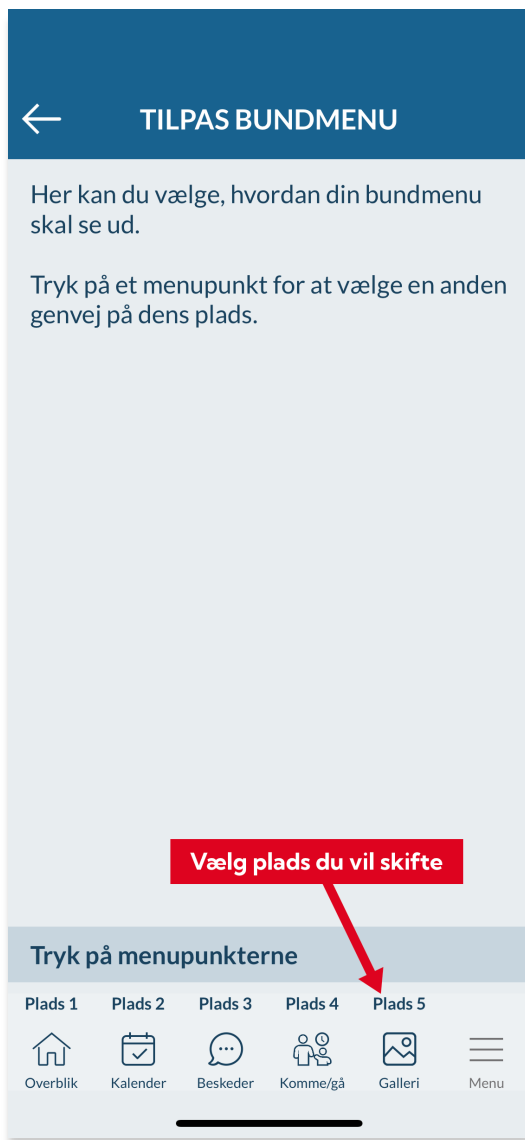 TILPAS BUNDMENU
Her kan du vælge, hvordan din bundmenu
skal se ud.
Tryk på et menupunkt for at vælge en anden
genvej på dens plads.
Vælg plads du vil skifte
Tryk på menupunkterne
Plads 1 Plads 2 Plads 3 Plads 4 Plads 5
Overblik Kalender Beskeder Komme/gå Galleri Menu